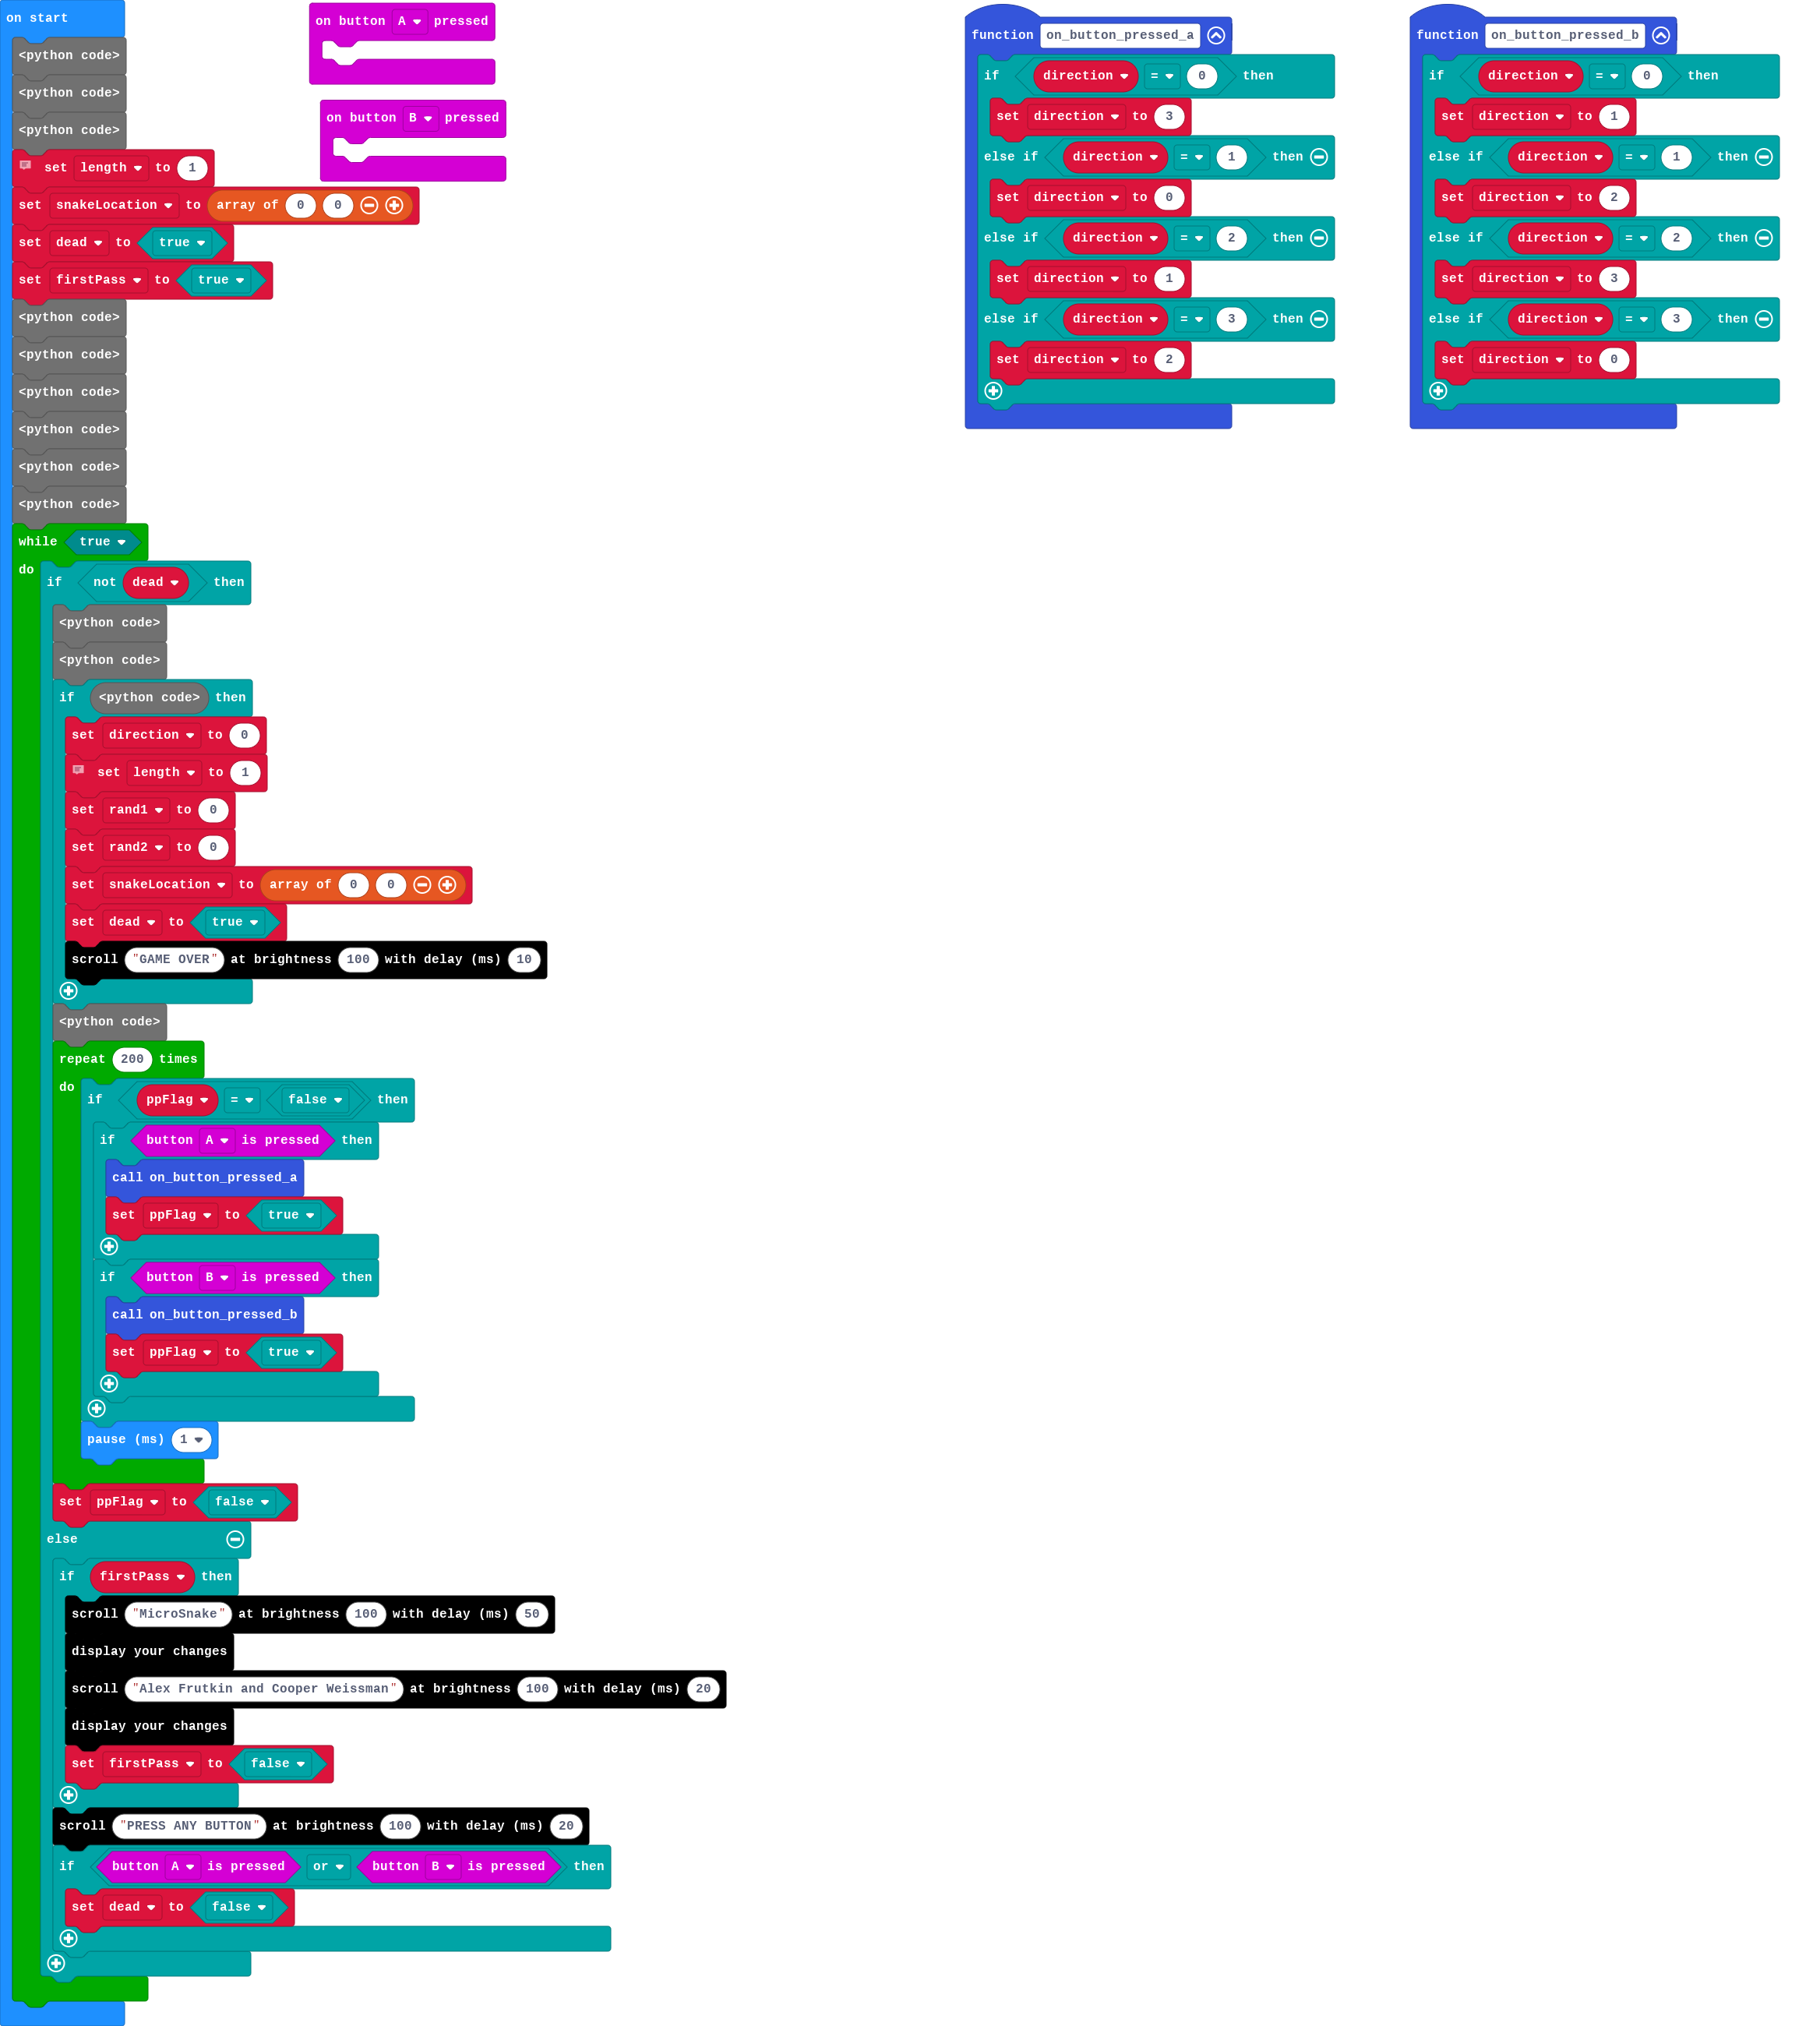 on start
<python code>
<python code>
<python code>
set length to 1
set snakeLocation to array of 0 0
set dead to true
set firstPass to true
<python code>
<python code>
<python code>
<python code>
<python code>
<python code>
while true
do
if not dead then
<python code>
<python code>
if <python code> then
set direction to 0
set length to 1
set rand1 to 0
set rand2 to 0
set snakeLocation to array of 0 0
set dead to true
scroll "GAME OVER" at brightness 100 with delay (ms) 10
<python code>
repeat 200 times
do
if ppFlag = false then
if button A is pressed then
call on_button_pressed_a
set ppFlag to true
if button B is pressed then
call on_button_pressed_b
set ppFlag to true
pause (ms) 1
set ppFlag to false
else
if firstPass then
scroll "MicroSnake" at brightness 100 with delay (ms) 50
display your changes
scroll "Alex Frutkin and Cooper Weissman" at brightness 100 with delay (ms) 20
display your changes
set firstPass to false
scroll "PRESS ANY BUTTON" at brightness 100 with delay (ms) 20
if button A is pressed or button B is pressed then
set dead to false
on button A pressed
on button B pressed
function on_button_pressed_a
if direction = 0 then
set direction to 3
else if direction = 1 then
set direction to 0
else if direction = 2 then
set direction to 1
else if direction = 3 then
set direction to 2
function on_button_pressed_b
if direction = 0 then
set direction to 1
else if direction = 1 then
set direction to 2
else if direction = 2 then
set direction to 3
else if direction = 3 then
set direction to 0